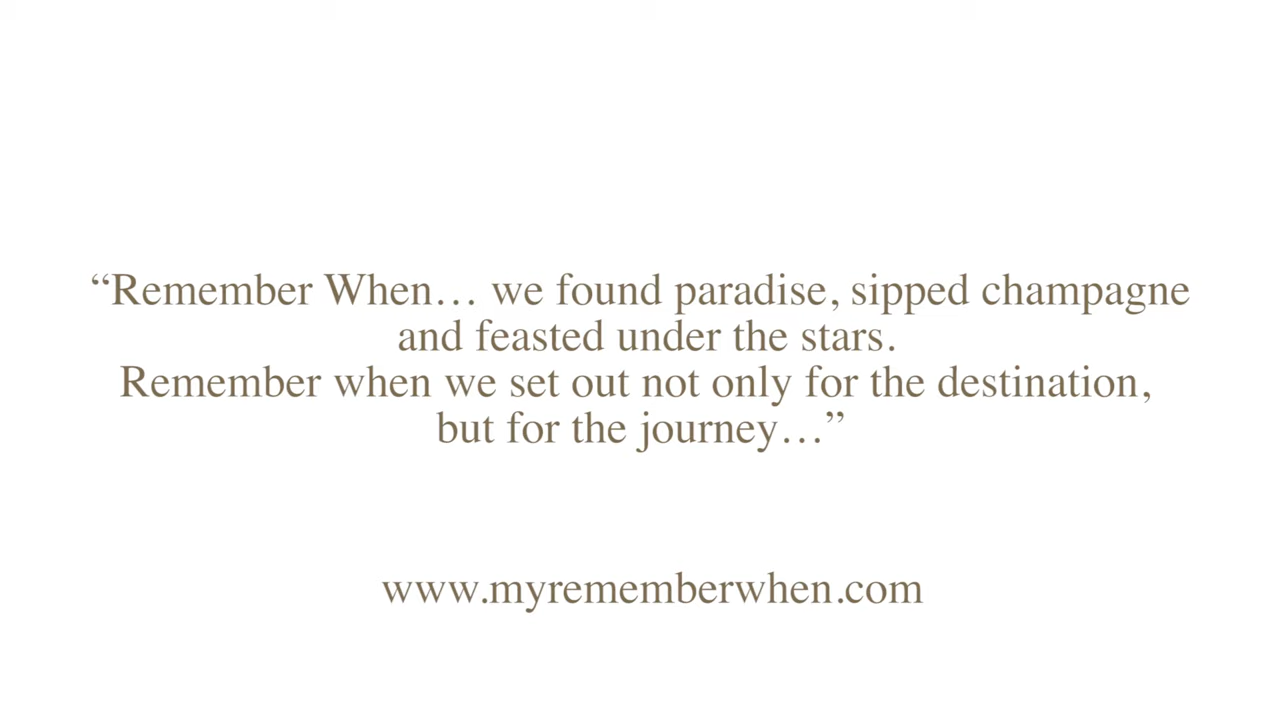 “Remember When… we found paradise, sipped champagne
and feasted under the stars.
Remember when we set out not only for the destination,
but for the journey…”
www.myrememberwhen.com